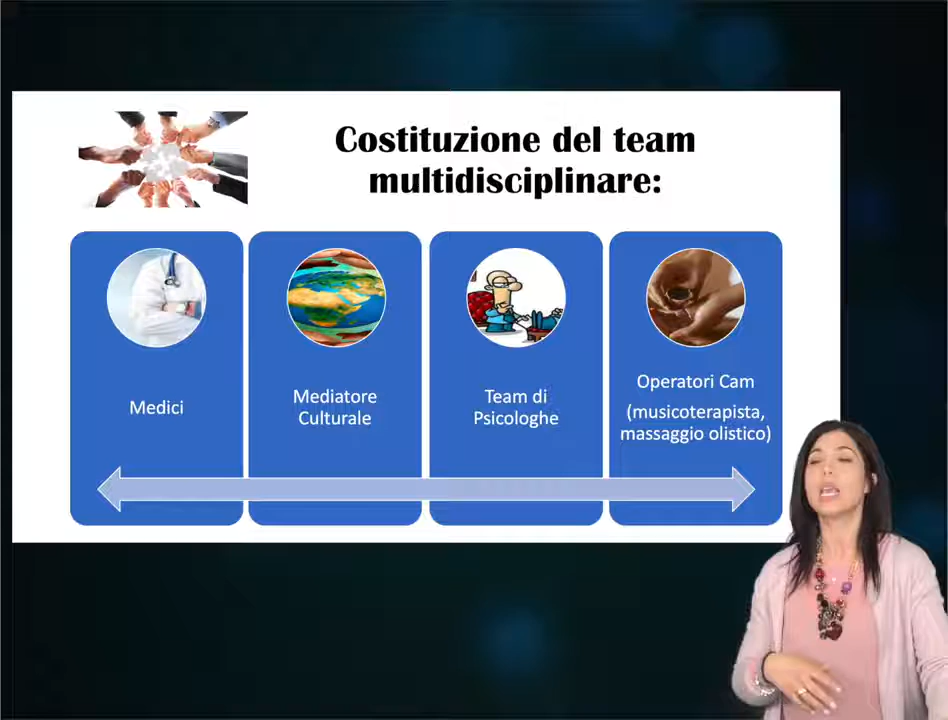 Costituzione del team
multidisciplinare:
Medici
Mediatore
Culturale
Team di
Psicologhe
Operatori Cam
(musicoterapista,
massaggio olistico)